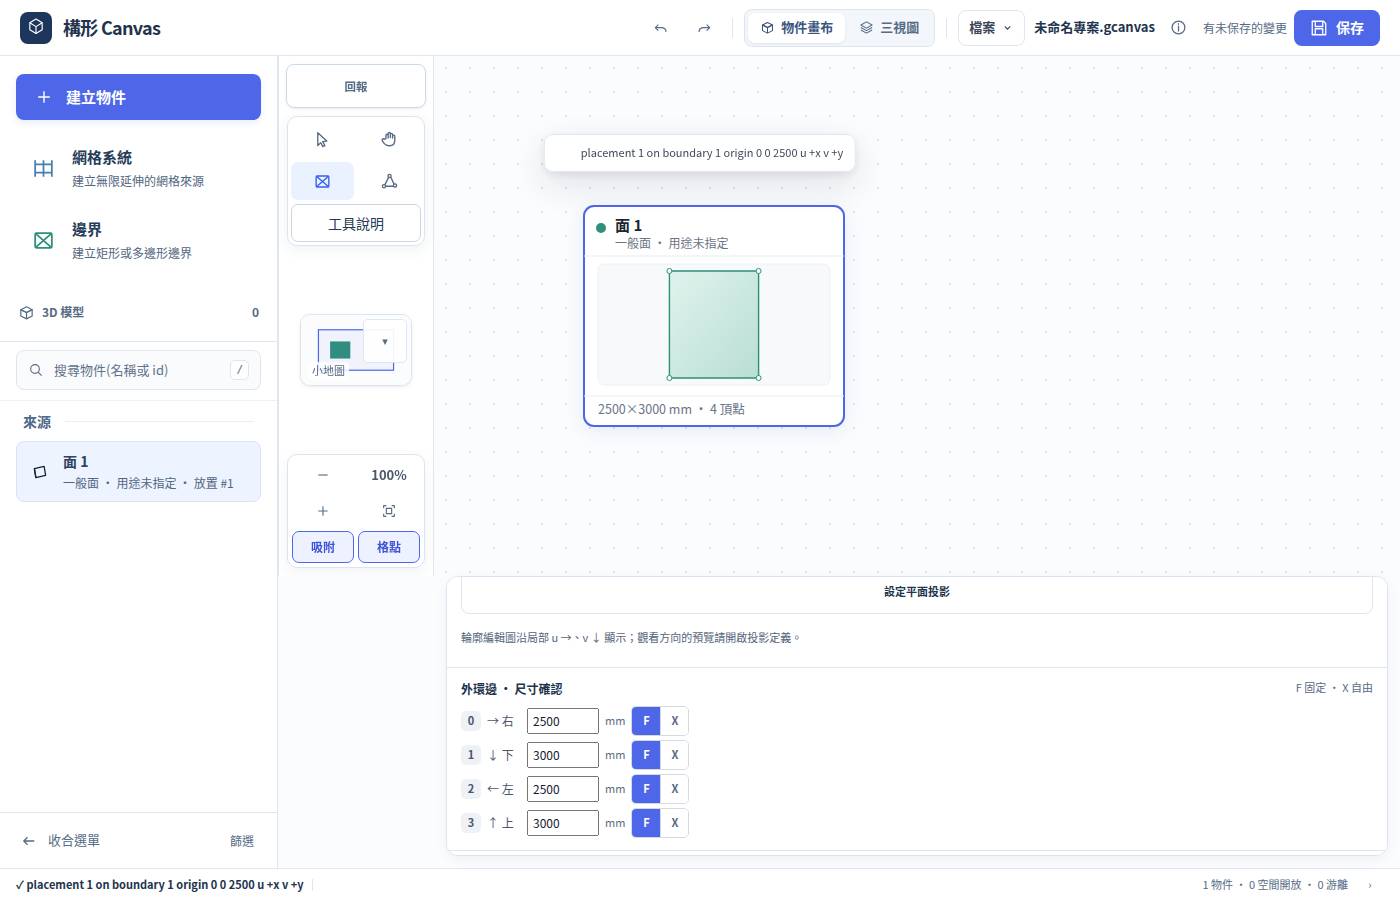 構形 Canvas
物件畫布
三視圖
檔案
未命名專案.gcanvas
有未保存的變更
保存
建立物件
網格系統
建立無限延伸的網格來源
邊界
建立矩形或多邊形邊界
3D 模型
0
搜尋物件(名稱或 id)
/
來源
面 1
一般面 · 用途未指定 · 放置 #1
收合選單
篩選
回報
工具說明
小地圖
100%
吸附
格點
placement 1 on boundary 1 origin 0 0 2500 u +x v +y
面 1
一般面 · 用途未指定
2500×3000 mm · 4 頂點
設定平面投影
輪廓編輯圖沿局部 u →、v ↓ 顯示；觀看方向的預覽請開啟投影定義。
外環邊 · 尺寸確認
F 固定 · X 自由
0 → 右 2500 mm F X
1 ↓ 下 3000 mm F X
2 ← 左 2500 mm F X
3 ↑ 上 3000 mm F X
✓ placement 1 on boundary 1 origin 0 0 2500 u +x v +y
1 物件 · 0 空間開放 · 0 游離